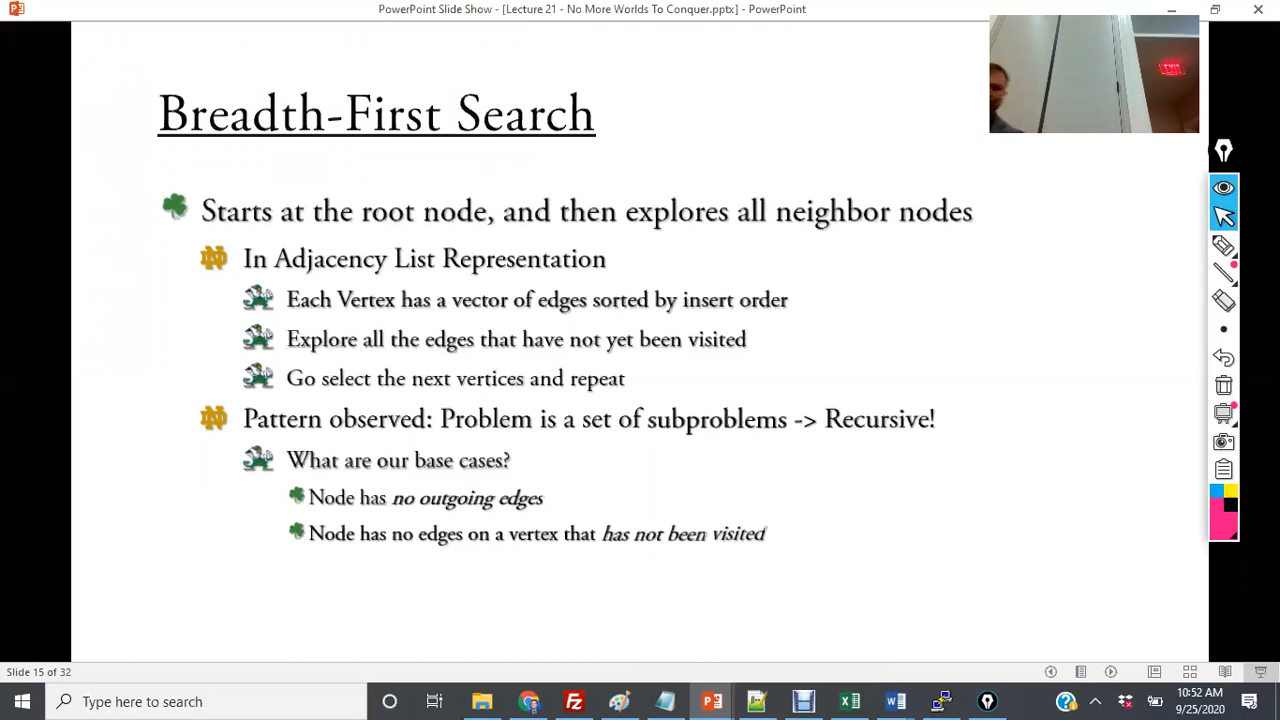 PowerPoint Slide Show - [Lecture 21 - No More Worlds To Conquer.pptx] - PowerPoint
Breadth-First Search
Starts at the root node, and then explores all neighbor nodes
In Adjacency List Representation
Each Vertex has a vector of edges sorted by insert order
Explore all the edges that have not yet been visited
Go select the next vertices and repeat
Pattern observed: Problem is a set of subproblems -> Recursive!
What are our base cases?
Node has no outgoing edges
Node has no edges on a vertex that has not been visited
Slide 15 of 32
Type here to search
10:52 AM
9/25/2020